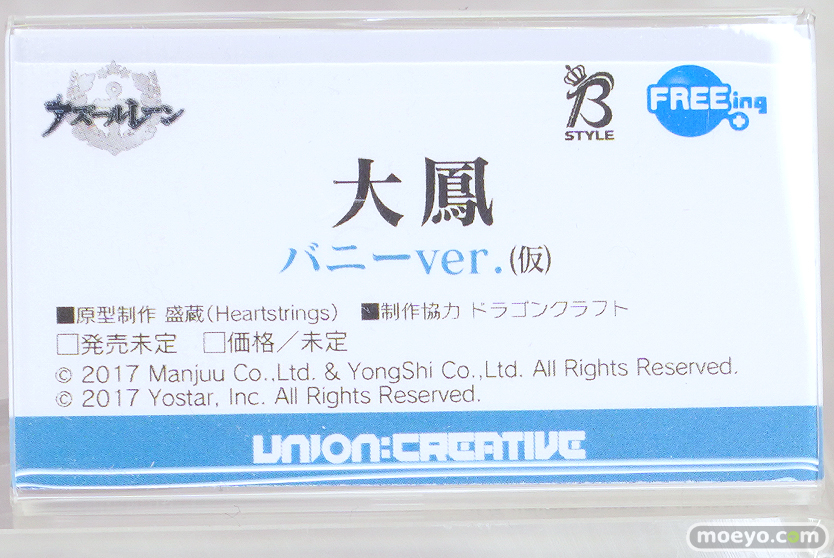 アズールレーン
B
STYLE
FREEing
大鳳
バニーver.(仮)
■原型制作 盛蔵(Heartstrings) ■制作協力 ドラゴンクラフト
□発売未定 □価格／未定
© 2017 Manjuu Co.,Ltd. & YongShi Co.,Ltd. All Rights Reserved.
© 2017 Yostar, Inc. All Rights Reserved.
UNION:CREATIVE
moeyo.com